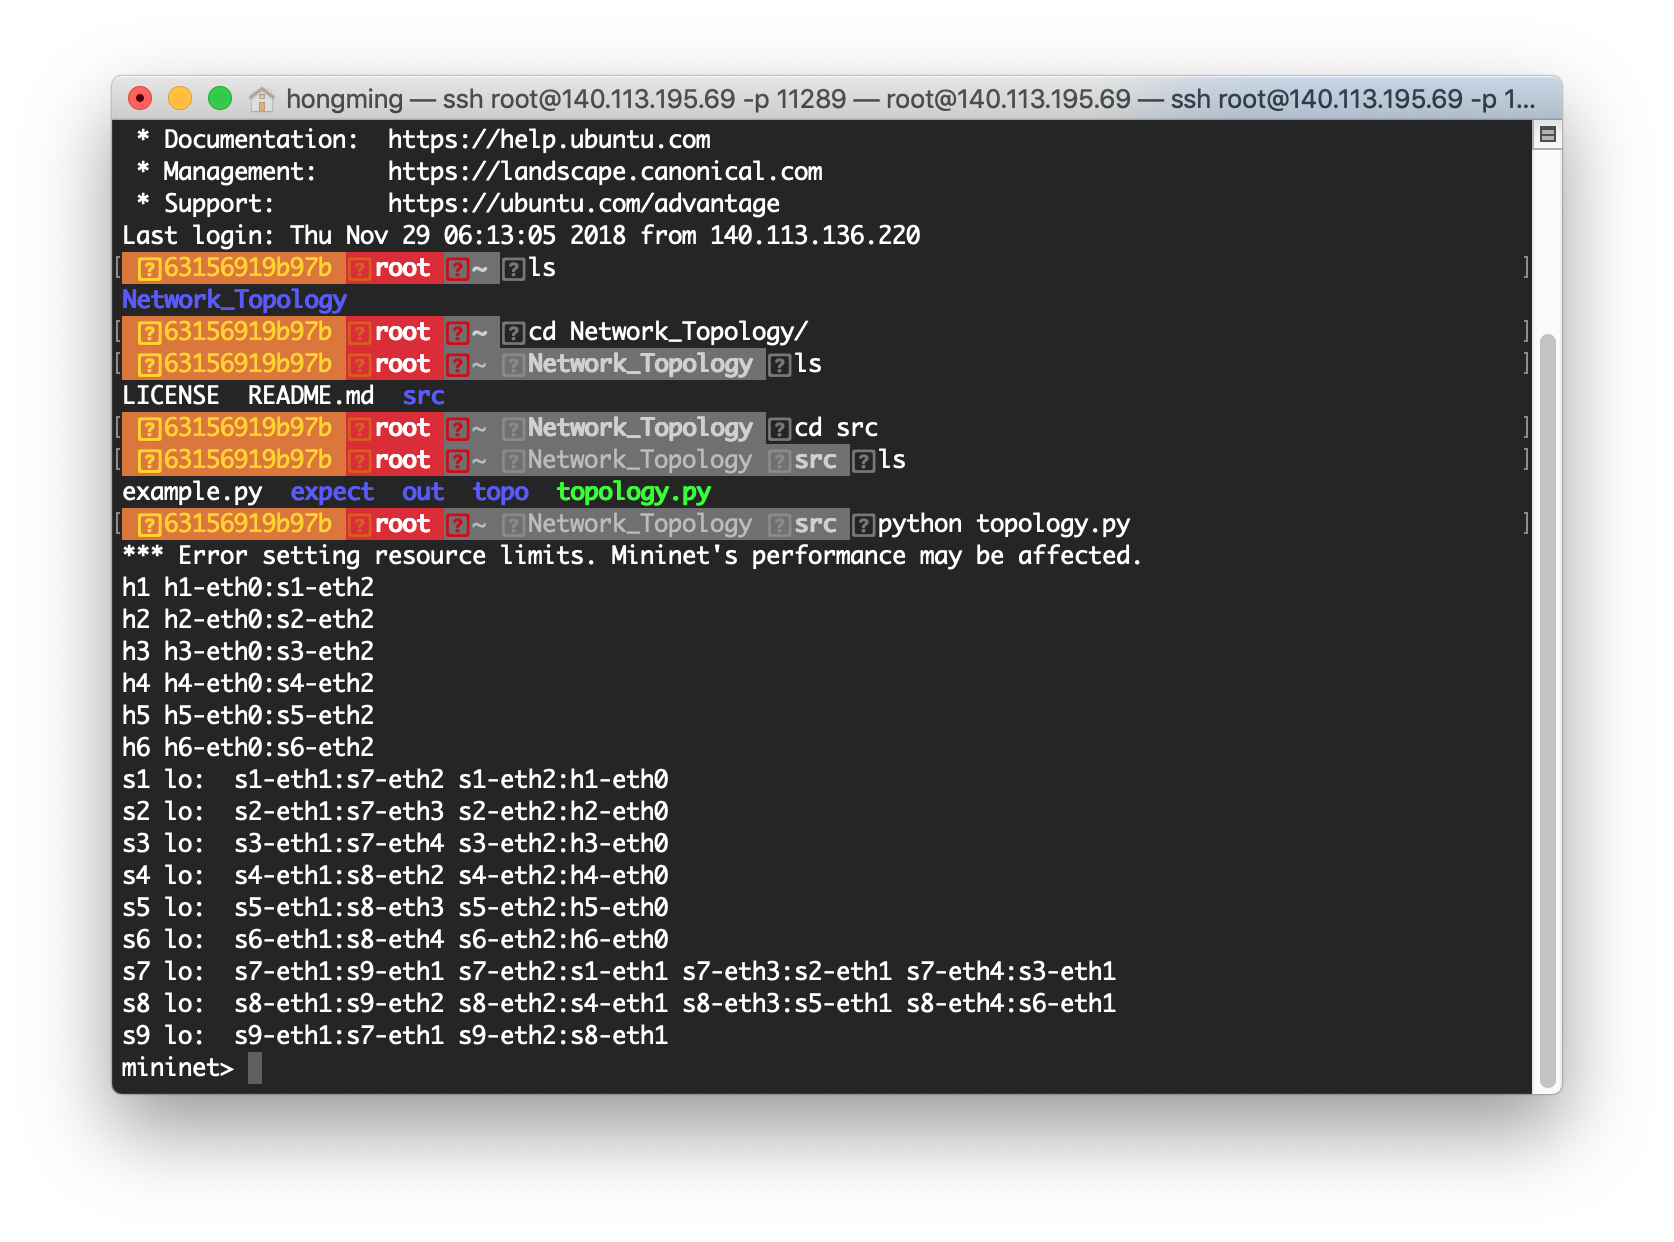 hongming — ssh root@140.113.195.69 -p 11289 — root@140.113.195.69 — ssh root@140.113.195.69 -p 1...
* Documentation:  https://help.ubuntu.com
* Management:     https://landscape.canonical.com
* Support:        https://ubuntu.com/advantage
Last login: Thu Nov 29 06:13:05 2018 from 140.113.136.220
[ ?63156919b97b ?root ?~ ?ls ]
Network_Topology
[ ?63156919b97b ?root ?~ ?cd Network_Topology/ ]
[ ?63156919b97b ?root ?~ ?Network_Topology ?ls ]
LICENSE  README.md  src
[ ?63156919b97b ?root ?~ ?Network_Topology ?cd src ]
[ ?63156919b97b ?root ?~ ?Network_Topology ?src ?ls ]
example.py  expect  out  topo  topology.py
[ ?63156919b97b ?root ?~ ?Network_Topology ?src ?python topology.py ]
*** Error setting resource limits. Mininet's performance may be affected.
h1 h1-eth0:s1-eth2
h2 h2-eth0:s2-eth2
h3 h3-eth0:s3-eth2
h4 h4-eth0:s4-eth2
h5 h5-eth0:s5-eth2
h6 h6-eth0:s6-eth2
s1 lo:  s1-eth1:s7-eth2 s1-eth2:h1-eth0
s2 lo:  s2-eth1:s7-eth3 s2-eth2:h2-eth0
s3 lo:  s3-eth1:s7-eth4 s3-eth2:h3-eth0
s4 lo:  s4-eth1:s8-eth2 s4-eth2:h4-eth0
s5 lo:  s5-eth1:s8-eth3 s5-eth2:h5-eth0
s6 lo:  s6-eth1:s8-eth4 s6-eth2:h6-eth0
s7 lo:  s7-eth1:s9-eth1 s7-eth2:s1-eth1 s7-eth3:s2-eth1 s7-eth4:s3-eth1
s8 lo:  s8-eth1:s9-eth2 s8-eth2:s4-eth1 s8-eth3:s5-eth1 s8-eth4:s6-eth1
s9 lo:  s9-eth1:s7-eth1 s9-eth2:s8-eth1
mininet>